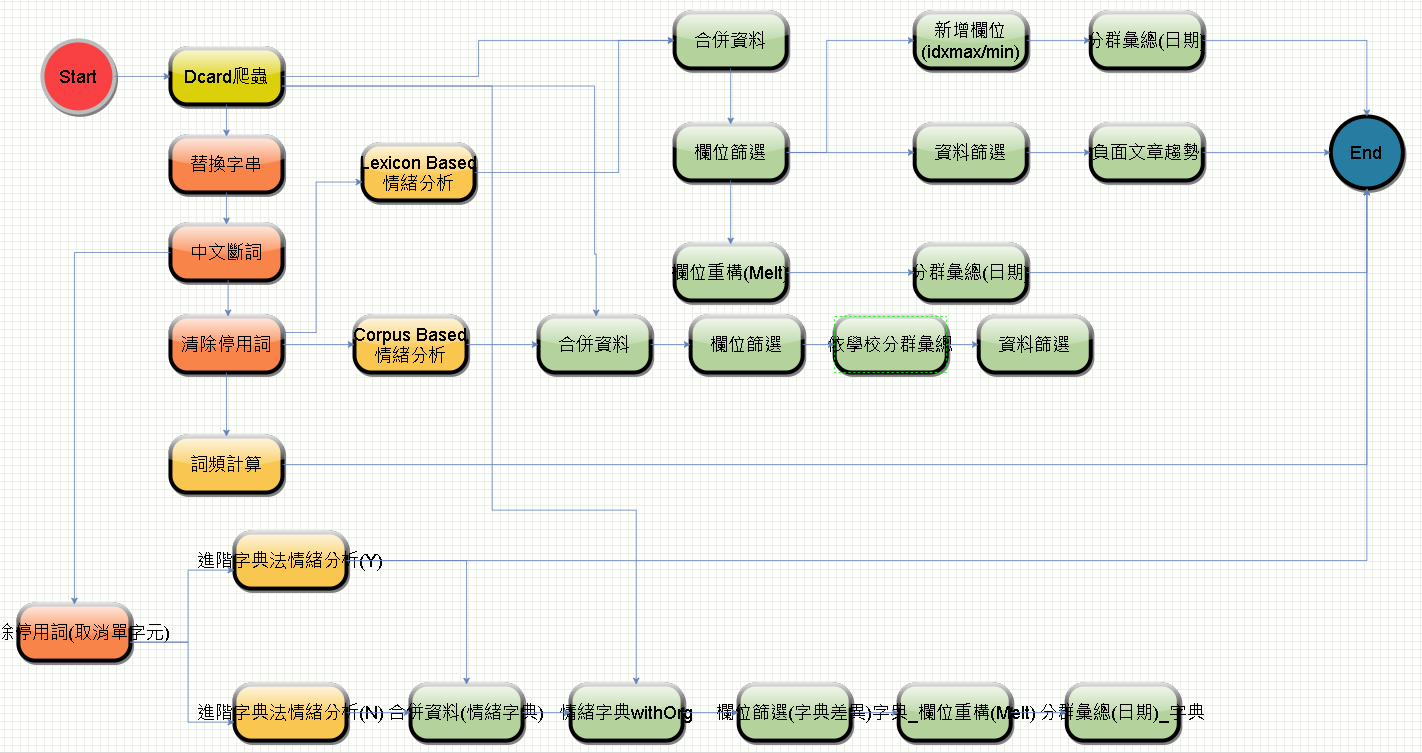 Start
Dcard爬蟲
合併資料
新增欄位
(idxmax/min)
分群彙總(日期)
替換字串
Lexicon Based
情緒分析
欄位篩選
資料篩選
負面文章趨勢
End
中文斷詞
欄位重構(Melt)
分群彙總(日期)
清除停用詞
Corpus Based
情緒分析
合併資料
欄位篩選
依學校分群彙總
資料篩選
詞頻計算
進階字典法情緒分析(Y)
除停用詞(取消單字元)
進階字典法情緒分析(N)
合併資料(情緒字典)
情緒字典withOrg
欄位篩選(字典差異)
字典_欄位重構(Melt)
分群彙總(日期)_字典